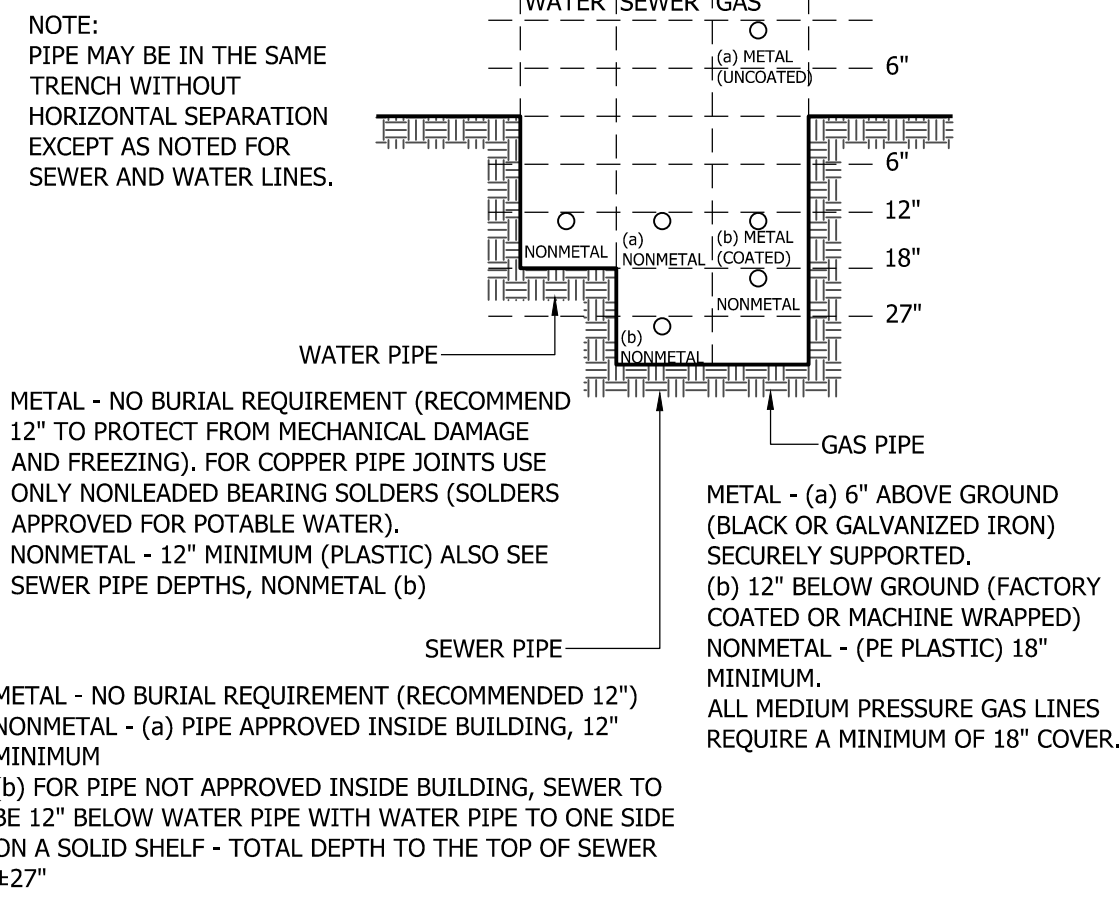 WATER SEWER GAS
NOTE:
PIPE MAY BE IN THE SAME
TRENCH WITHOUT
HORIZONTAL SEPARATION
EXCEPT AS NOTED FOR
SEWER AND WATER LINES.
(a) METAL
(UNCOATED)
6"
6"
12"
18"
27"
NONMETAL
(a)
NONMETAL
(b) METAL
(COATED)
NONMETAL
(b)
NONMETAL
WATER PIPE
METAL - NO BURIAL REQUIREMENT (RECOMMEND
12" TO PROTECT FROM MECHANICAL DAMAGE
AND FREEZING). FOR COPPER PIPE JOINTS USE
ONLY NONLEADED BEARING SOLDERS (SOLDERS
APPROVED FOR POTABLE WATER).
NONMETAL - 12" MINIMUM (PLASTIC) ALSO SEE
SEWER PIPE DEPTHS, NONMETAL (b)
GAS PIPE
METAL - (a) 6" ABOVE GROUND
(BLACK OR GALVANIZED IRON)
SECURELY SUPPORTED.
(b) 12" BELOW GROUND (FACTORY
COATED OR MACHINE WRAPPED)
NONMETAL - (PE PLASTIC) 18"
MINIMUM.
ALL MEDIUM PRESSURE GAS LINES
REQUIRE A MINIMUM OF 18" COVER.
SEWER PIPE
METAL - NO BURIAL REQUIREMENT (RECOMMENDED 12")
NONMETAL - (a) PIPE APPROVED INSIDE BUILDING, 12"
MINIMUM
(b) FOR PIPE NOT APPROVED INSIDE BUILDING, SEWER TO
BE 12" BELOW WATER PIPE WITH WATER PIPE TO ONE SIDE
ON A SOLID SHELF - TOTAL DEPTH TO THE TOP OF SEWER
±27"